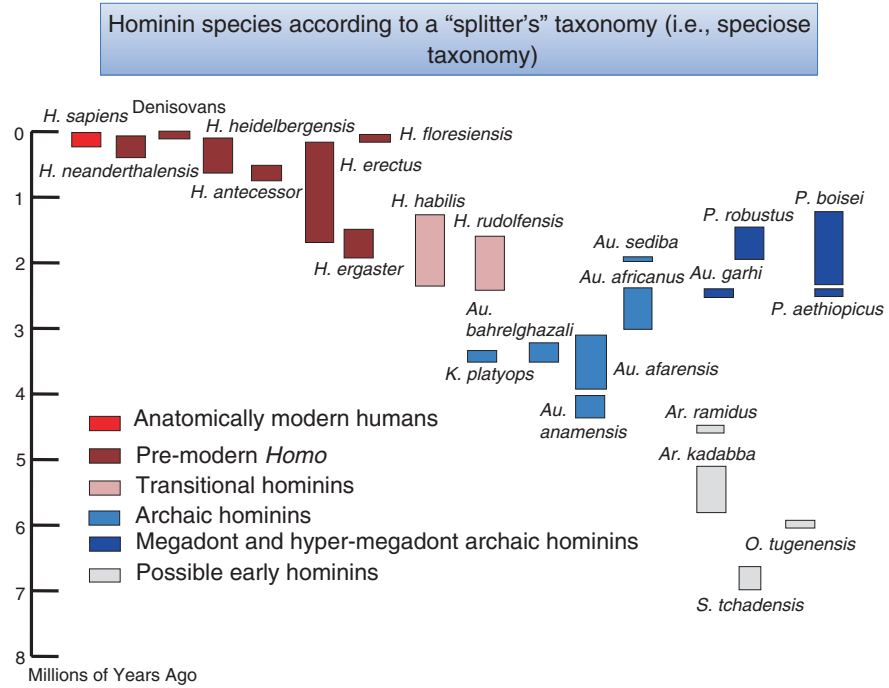 Hominin species according to a “splitter’s” taxonomy (i.e., speciose
taxonomy)
Denisovans
H. sapiens
H. heidelbergensis
H. floresiensis
H. neanderthalensis
H. erectus
H. antecessor
H. habilis
P. boisei
H. rudolfensis
P. robustus
Au. sediba
H. ergaster
Au. africanus
Au. garhi
Au.
bahrelghazali
P. aethiopicus
K. platyops
Au. afarensis
Au.
anamensis
Ar. ramidus
Ar. kadabba
O. tugenensis
S. tchadensis
0
1
2
3
4
5
6
7
8
Anatomically modern humans
Pre-modern Homo
Transitional hominins
Archaic hominins
Megadont and hyper-megadont archaic hominins
Possible early hominins
Millions of Years Ago